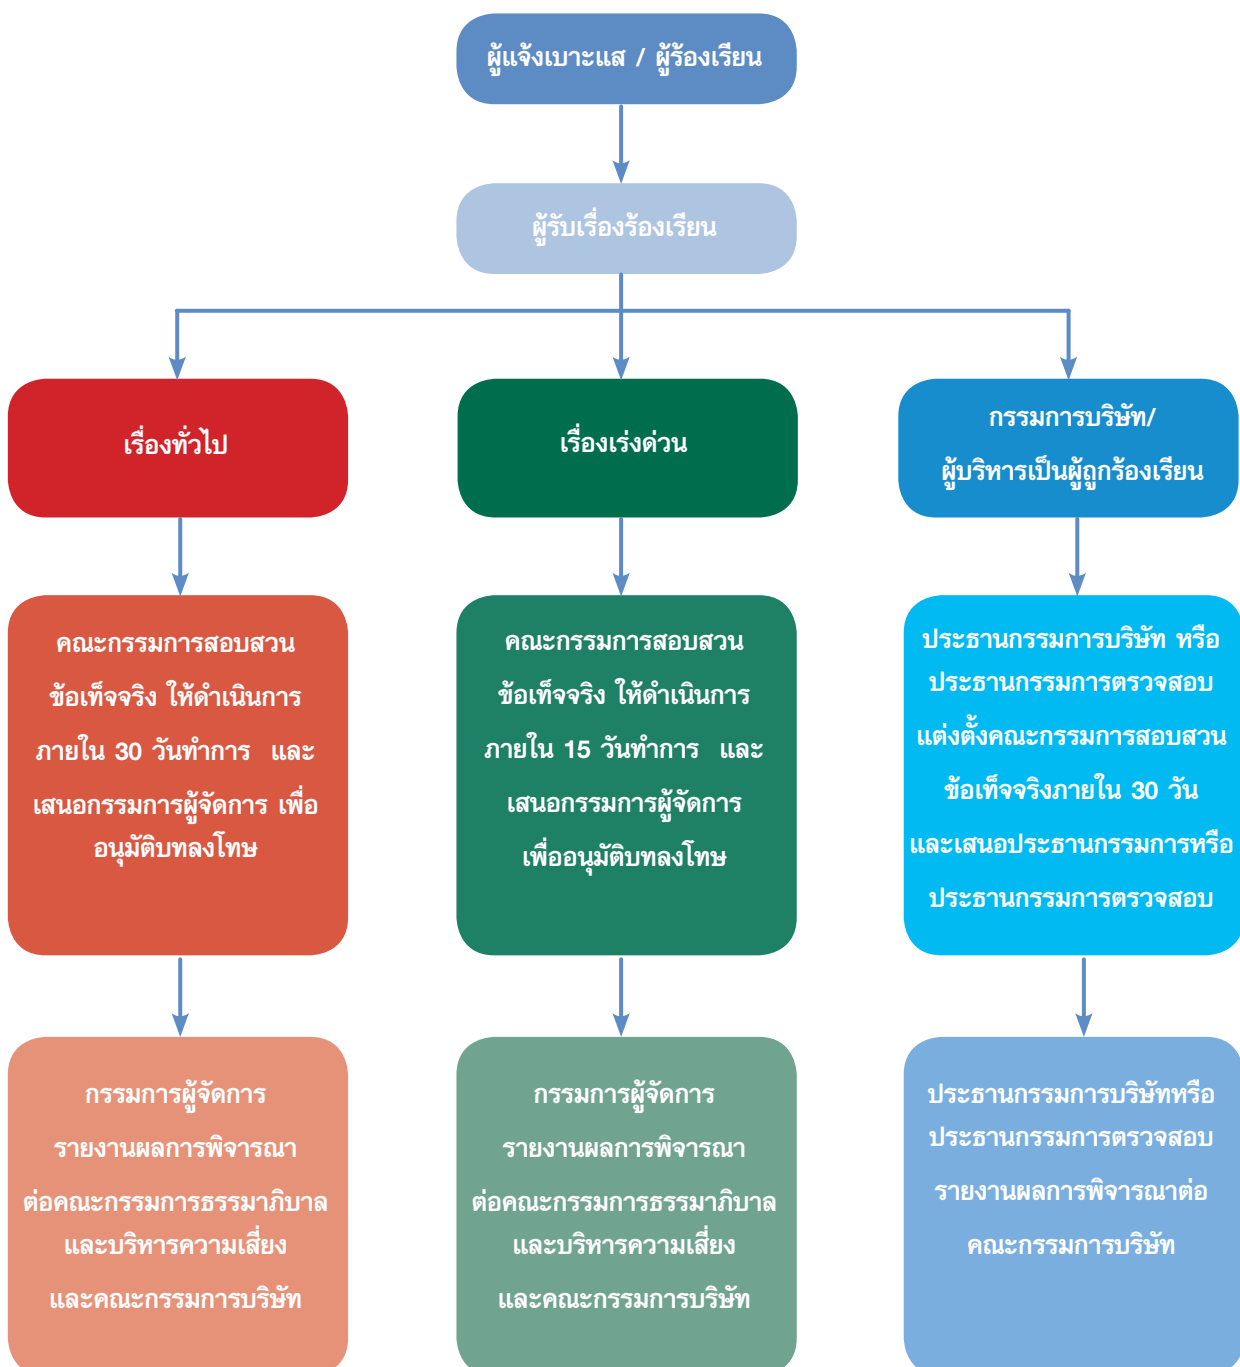 ผู้แจ้งเบาะแส / ผู้ร้องเรียน
ผู้รับเรื่องร้องเรียน
เรื่องทั่วไป
เรื่องเร่งด่วน
กรรมการบริษัท/
ผู้บริหารเป็นผู้ถูกร้องเรียน
คณะกรรมการสอบสวน
ข้อเท็จจริง ให้ดำเนินการ
ภายใน 30 วันทำการ และ
เสนอกรรมการผู้จัดการ เพื่อ
อนุมัติบทลงโทษ
คณะกรรมการสอบสวน
ข้อเท็จจริง ให้ดำเนินการ
ภายใน 15 วันทำการ และ
เสนอกรรมการผู้จัดการ
เพื่ออนุมัติบทลงโทษ
ประธานกรรมการบริษัท หรือ
ประธานกรรมการตรวจสอบ
แต่งตั้งคณะกรรมการสอบสวน
ข้อเท็จจริงภายใน 30 วัน
และเสนอประธานกรรมการหรือ
ประธานกรรมการตรวจสอบ
กรรมการผู้จัดการ
รายงานผลการพิจารณา
ต่อคณะกรรมการธรรมาภิบาล
และบริหารความเสี่ยง
และคณะกรรมการบริษัท
กรรมการผู้จัดการ
รายงานผลการพิจารณา
ต่อคณะกรรมการธรรมาภิบาล
และบริหารความเสี่ยง
และคณะกรรมการบริษัท
ประธานกรรมการบริษัทหรือ
ประธานกรรมการตรวจสอบ
รายงานผลการพิจารณาต่อ
คณะกรรมการบริษัท